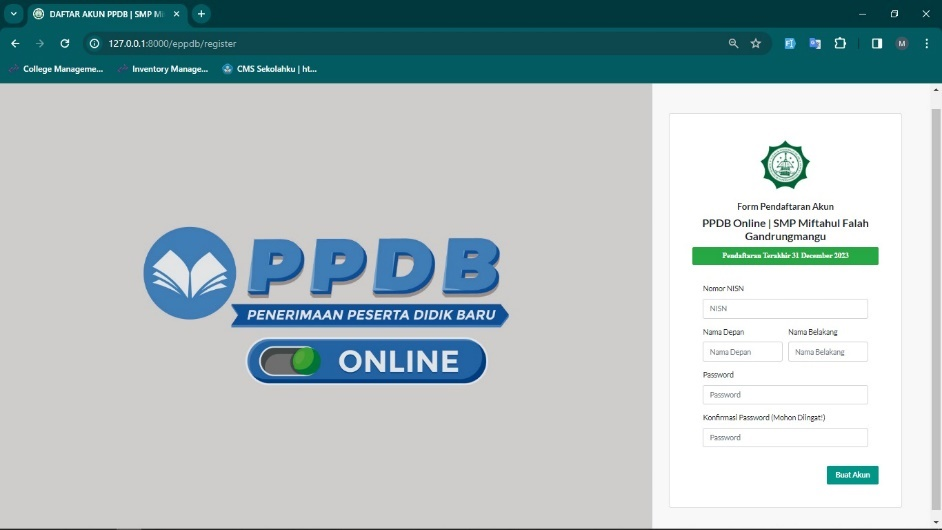 DAFTAR AKUN PPDB | SMP Mi
127.0.0.1:8000/eppdb/register
M
College Manageme...
Inventory Manage...
CMS Sekolahku | ht...
PPDB
PENERIMAAN PESERTA DIDIK BARU
ONLINE
Form Pendaftaran Akun
PPDB Online | SMP Miftahul Falah
Gandrungmangu
Pendaftaran Terakhir 31 December 2023
Nomor NISN
NISN
Nama Depan Nama Belakang
Nama Depan Nama Belakang
Password
Password
Konfirmasi Password (Mohon Diingat!)
Password
Buat Akun